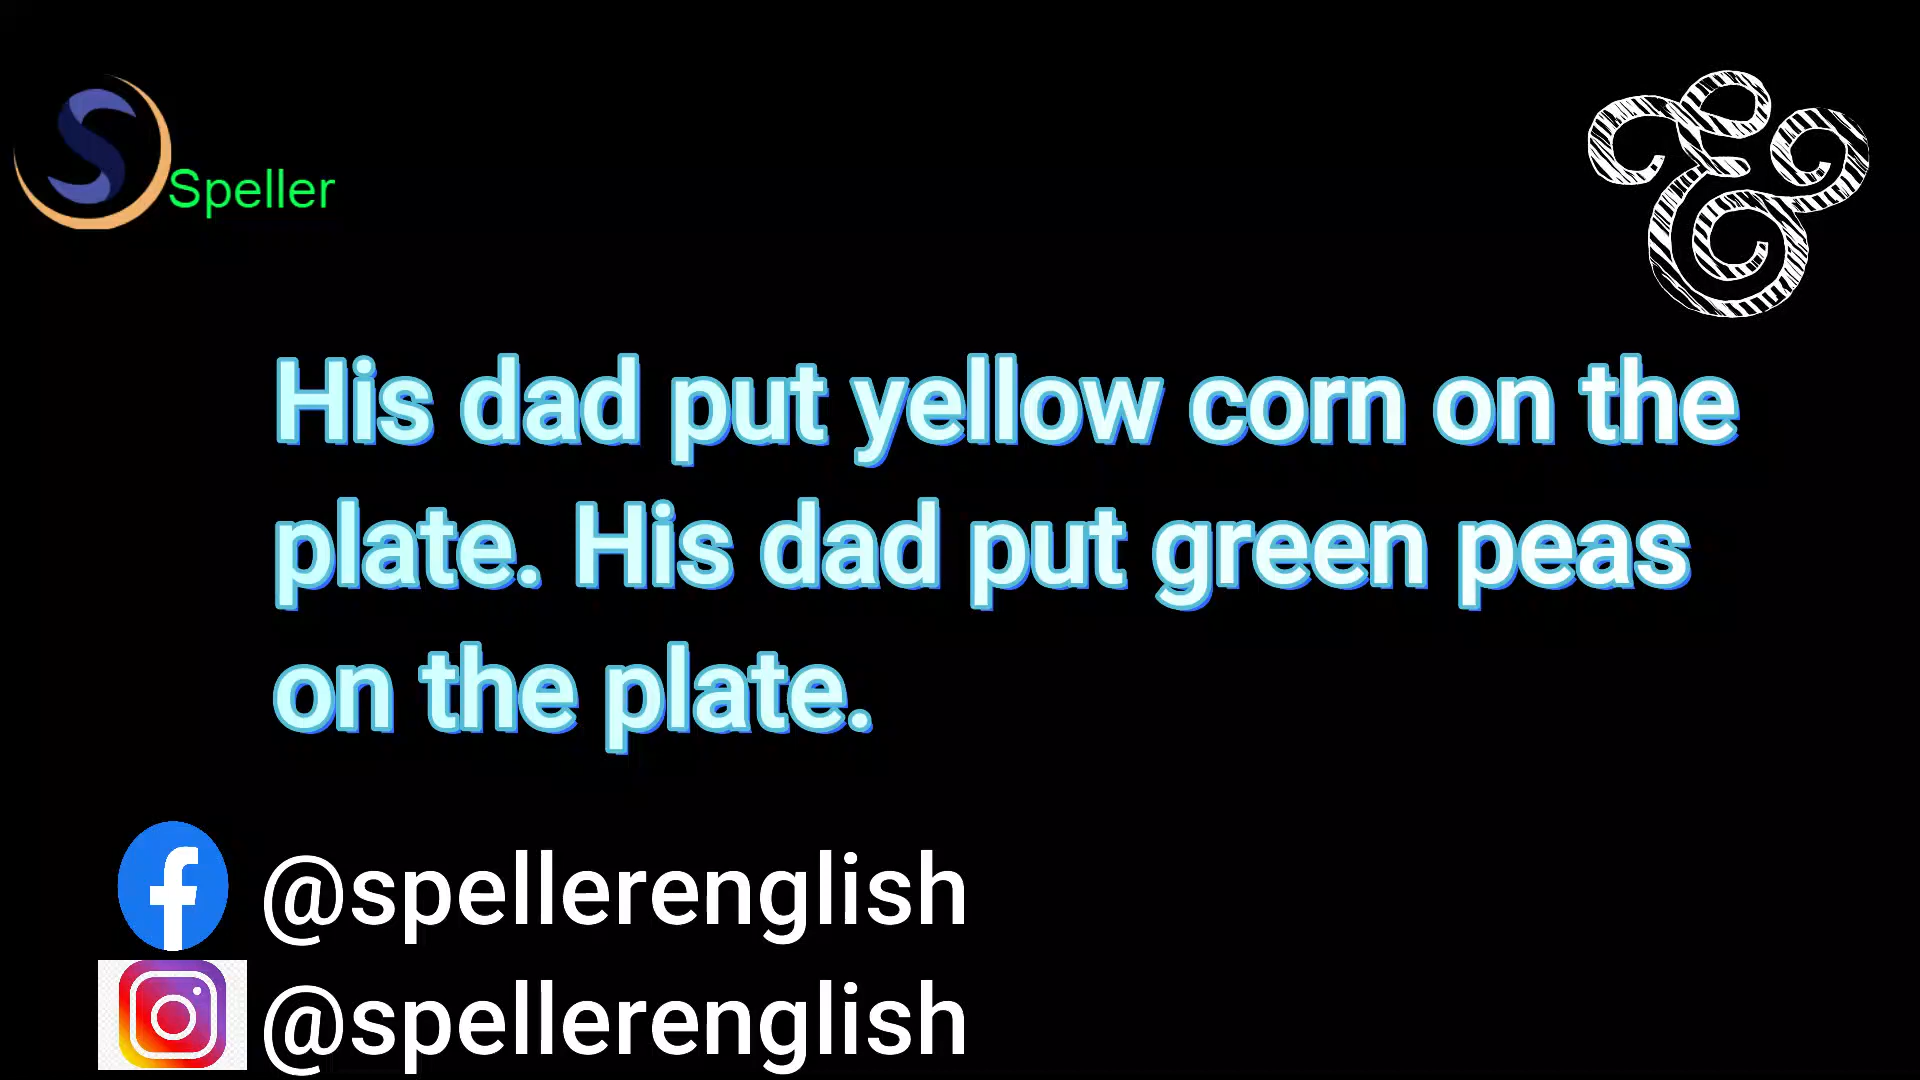 Speller
&
His dad put yellow corn on the
plate. His dad put green peas
on the plate.
@spellerenglish
@spellerenglish